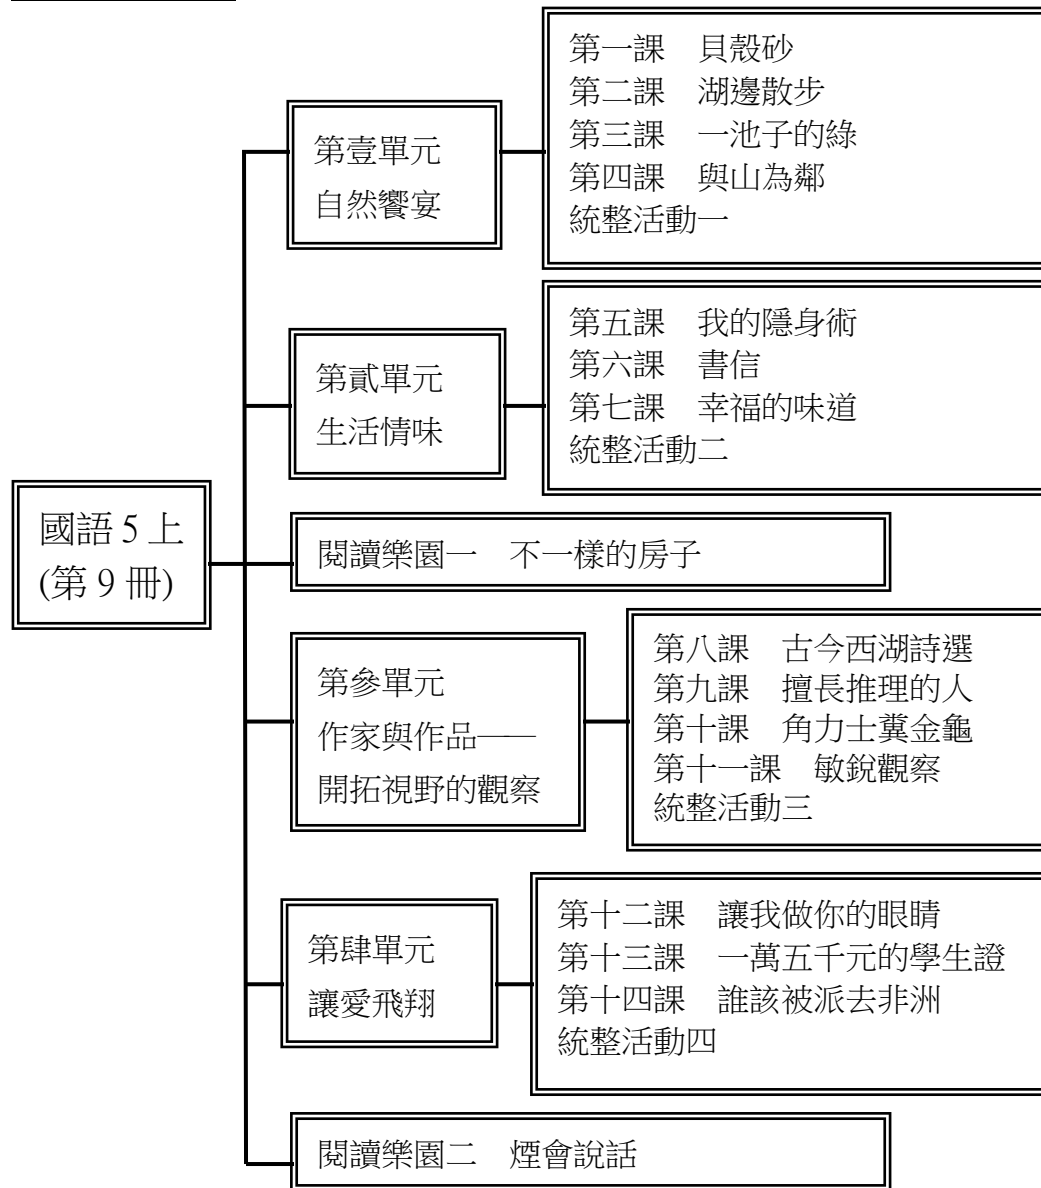 第一課　貝殼砂
第二課　湖邊散步
第三課　一池子的綠
第四課　與山為鄰
統整活動一
第壹單元
自然饗宴
第五課　我的隱身術
第六課　書信
第七課　幸福的味道
統整活動二
第貳單元
生活情味
國語 5 上
(第 9 冊)
閱讀樂園一　不一樣的房子
第參單元
作家與作品——
開拓視野的觀察
第八課　古今西湖詩選
第九課　擅長推理的人
第十課　角力士糞金龜
第十一課　敏銳觀察
統整活動三
第肆單元
讓愛飛翔
第十二課　讓我做你的眼睛
第十三課　一萬五千元的學生證
第十四課　誰該被派去非洲
統整活動四
閱讀樂園二　煙會說話